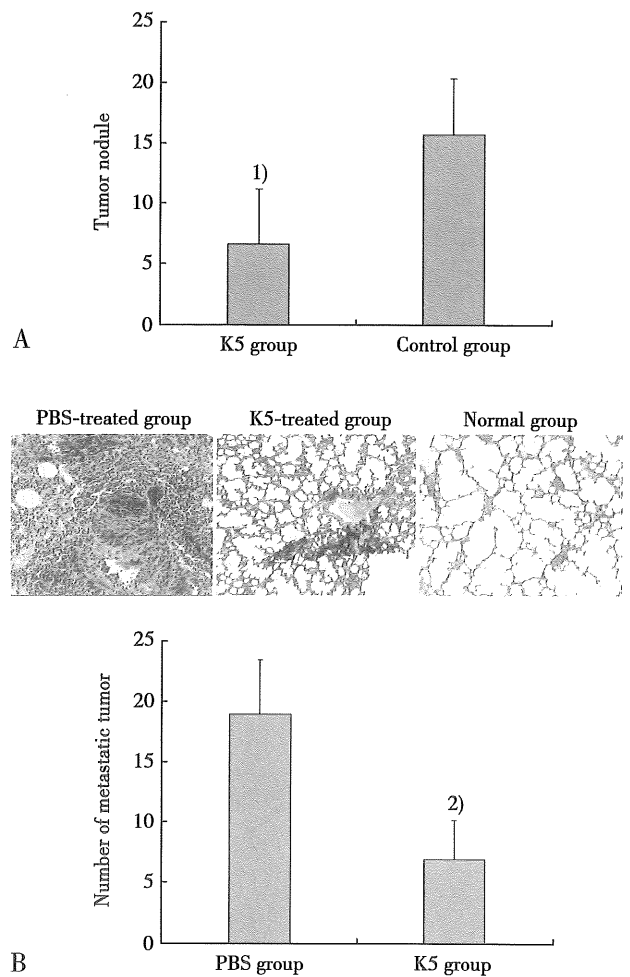 25
20
15
10
5
0
Tumor nodule
1)
K5 group
Control group
A
PBS-treated group
K5-treated group
Normal group
25
20
15
10
5
0
Number of metastatic tumor
2)
PBS group
K5 group
B